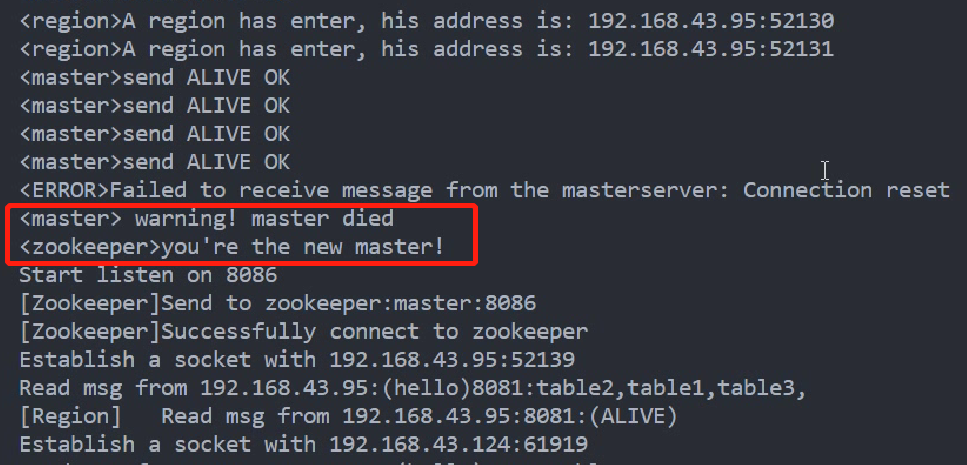 <region>A region has enter, his address is: 192.168.43.95:52130
<region>A region has enter, his address is: 192.168.43.95:52131
<master>send ALIVE OK
<master>send ALIVE OK
<master>send ALIVE OK
<master>send ALIVE OK
<ERROR>Failed to receive message from the masterserver: Connection reset
<master> warning! master died
<zookeeper>you're the new master!
Start listen on 8086
[Zookeeper]Send to zookeeper:master:8086
[Zookeeper]Successfully connect to zookeeper
Establish a socket with 192.168.43.95:52139
Read msg from 192.168.43.95:(hello)8081:table2,table1,table3,
[Region]   Read msg from 192.168.43.95:8081:(ALIVE)
Establish a socket with 192.168.43.124:61919